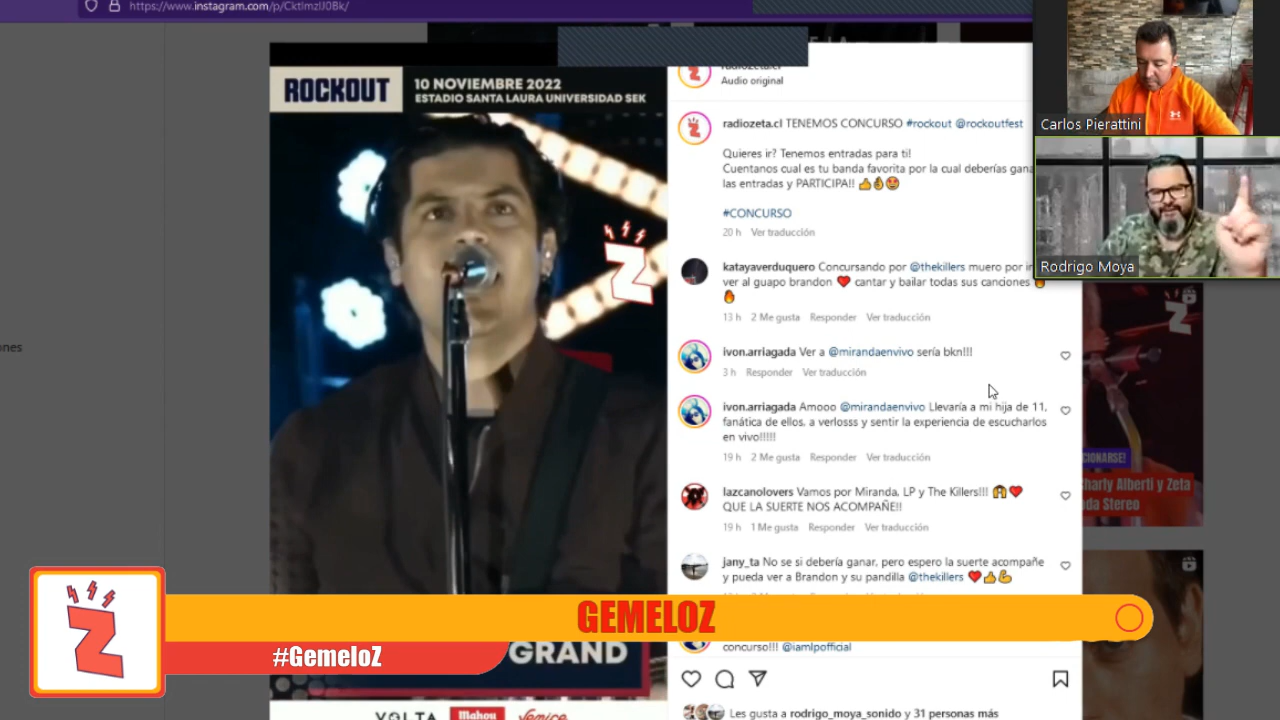 https://www.instagram.com/p/CktlmzlJ0Bk/
ROCKOUT
10 NOVIEMBRE 2022
ESTADIO SANTA LAURA UNIVERSIDAD SEK
Audio original
radiozeta.cl TENEMOS CONCURSO #rockout @rockoutfest
Quieres ir? Tenemos entradas para ti!
Cuentanos cual es tu banda favorita por la cual deberías
las entradas y PARTICIPA!! 👍👌🤩
#CONCURSO
20 h Ver traducción
katayaverduquero Concursando por @thekillers muero por
ver al guapo brandon ❤️ cantar y bailar todas sus canciones 🔥
🔥
13 h 2 Me gusta Responder Ver traducción
ivon.arriagada Ver a @mirandaenvivo sería bkn!!!
3 h Responder Ver traducción
ivon.arriagada Amooo @mirandaenvivo Llevaría a mi hija de 11,
fanática de ellos, a verlosss y sentir la experiencia de escucharlos
en vivo!!!!!
19 h 2 Me gusta Responder Ver traducción
lazcanolovers Vamos por Miranda, LP y The Killers!!! 🙌❤️
QUE LA SUERTE NOS ACOMPAÑE!!
19 h 1 Me gusta Responder Ver traducción
jany_ta No se si debería ganar, pero espero la suerte acompañe
y pueda ver a Brandon y su pandilla @thekillers ❤️👍💪
concurso!!! @iamlpofficial
Les gusta a rodrigo_moya_sonido y 31 personas más
Carlos Pierattini
Rodrigo Moya
Z
harly Alberti y Zeta
Stereo
Z
GEMELOZ
#GemeloZ
GRAND
VOLTA
Mahou
Z